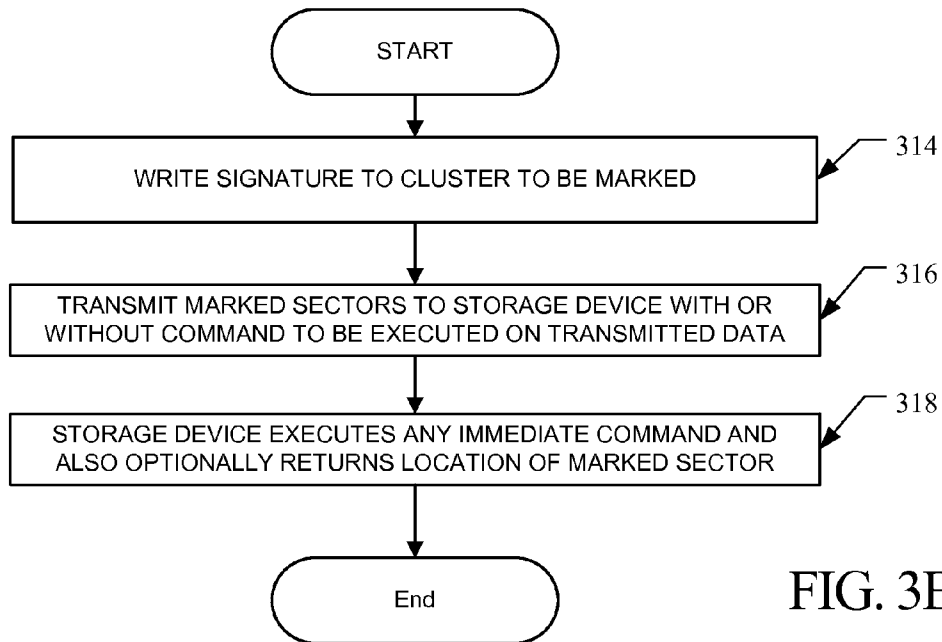 START
314
WRITE SIGNATURE TO CLUSTER TO BE MARKED
316
TRANSMIT MARKED SECTORS TO STORAGE DEVICE WITH OR
WITHOUT COMMAND TO BE EXECUTED ON TRANSMITTED DATA
318
STORAGE DEVICE EXECUTES ANY IMMEDIATE COMMAND AND
ALSO OPTIONALLY RETURNS LOCATION OF MARKED SECTOR
End
FIG. 3B